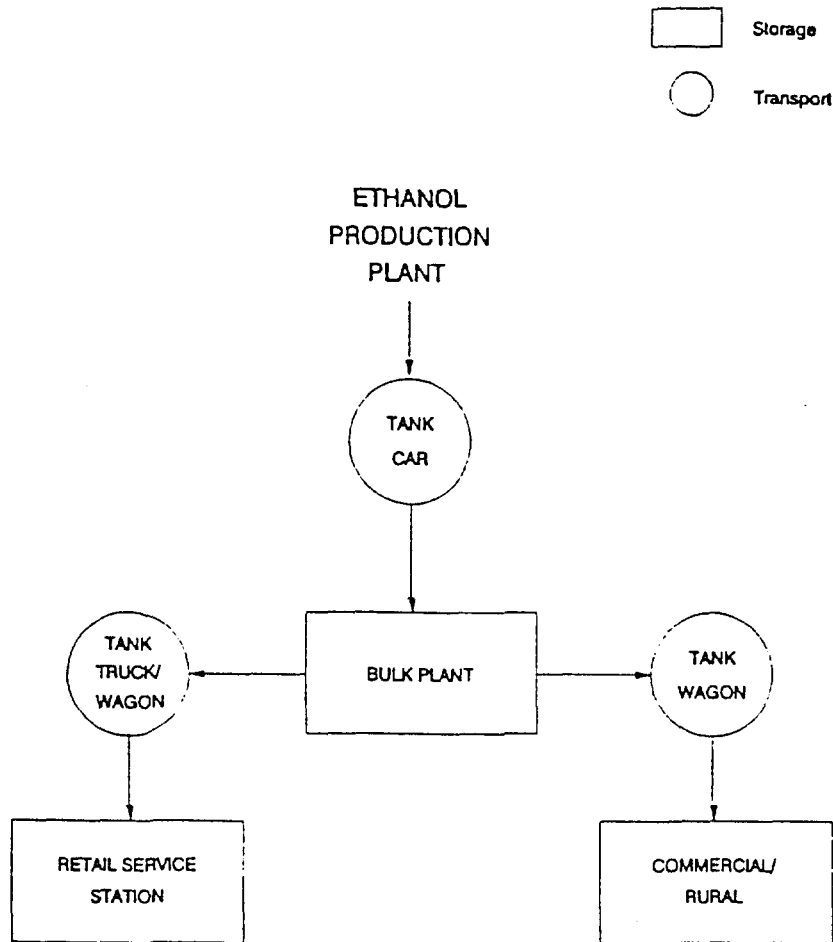 Storage
Transport
ETHANOL
PRODUCTION
PLANT
TANK
CAR
TANK
TRUCK/
WAGON
BULK PLANT
TANK
WAGON
RETAIL SERVICE
STATION
COMMERCIAL/
RURAL